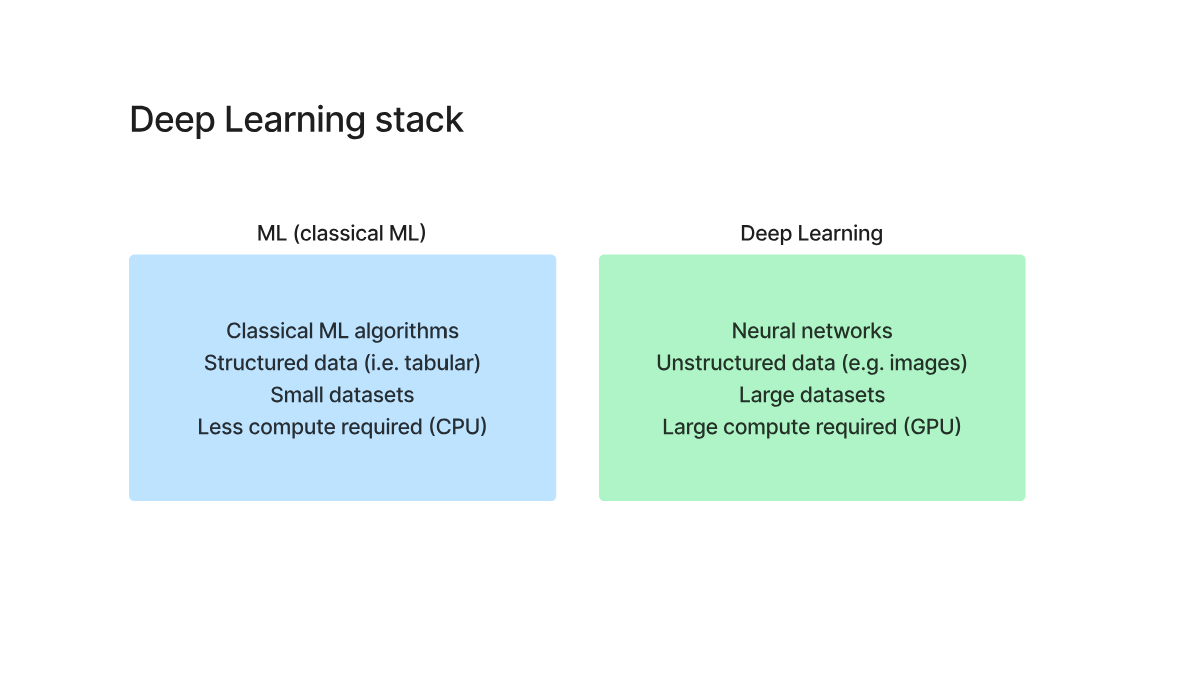 Deep Learning stack
ML (classical ML)
Classical ML algorithms
Structured data (i.e. tabular)
Small datasets
Less compute required (CPU)
Deep Learning
Neural networks
Unstructured data (e.g. images)
Large datasets
Large compute required (GPU)